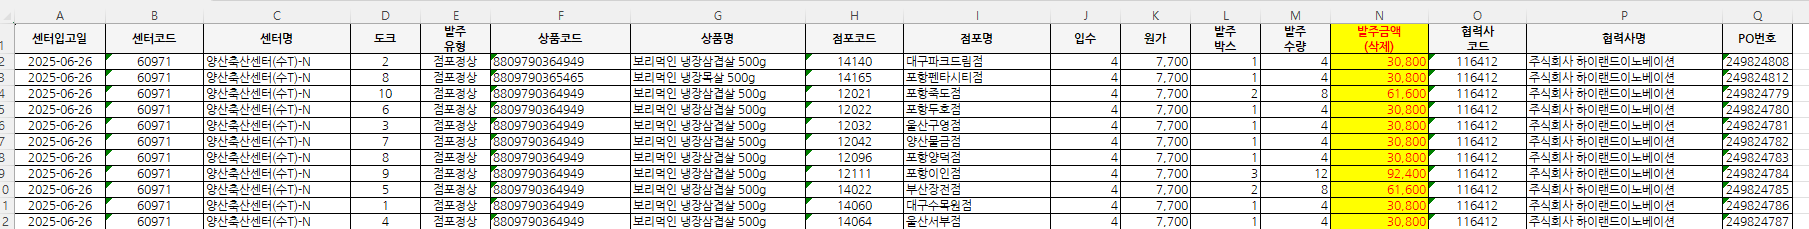 A B C D E F G H I J K L M N O P Q
1 센터입고일 센터코드 센터명 도크 발주 유형 상품코드 상품명 점포코드 점포명 입수 원가 발주 박스 발주 수량 발주금액 (삭제) 협력사 코드 협력사명 PO번호
2 2025-06-26 60971 양산축산센터(수T)-N 2 점포경상 8809790364949 보리먹인 냉장삼겹살 500g 14140 대구파크드림점 4 7,700 1 4 30,800 116412 주식회사 하이랜드이노베이션 249824808
3 2025-06-26 60971 양산축산센터(수T)-N 8 점포경상 8809790365465 보리먹인 냉장목살 500g 14165 포항펜타시티점 4 7,700 1 4 30,800 116412 주식회사 하이랜드이노베이션 249824812
4 2025-06-26 60971 양산축산센터(수T)-N 10 점포경상 8809790364949 보리먹인 냉장삼겹살 500g 12021 포항죽도점 4 7,700 2 8 61,600 116412 주식회사 하이랜드이노베이션 249824779
5 2025-06-26 60971 양산축산센터(수T)-N 6 점포경상 8809790364949 보리먹인 냉장삼겹살 500g 12022 포항두호점 4 7,700 1 4 30,800 116412 주식회사 하이랜드이노베이션 249824780
6 2025-06-26 60971 양산축산센터(수T)-N 3 점포경상 8809790364949 보리먹인 냉장삼겹살 500g 12032 울산구영점 4 7,700 1 4 30,800 116412 주식회사 하이랜드이노베이션 249824781
7 2025-06-26 60971 양산축산센터(수T)-N 7 점포경상 8809790364949 보리먹인 냉장삼겹살 500g 12042 양산물금점 4 7,700 1 4 30,800 116412 주식회사 하이랜드이노베이션 249824782
8 2025-06-26 60971 양산축산센터(수T)-N 8 점포경상 8809790364949 보리먹인 냉장삼겹살 500g 12096 포항양덕점 4 7,700 1 4 30,800 116412 주식회사 하이랜드이노베이션 249824783
9 2025-06-26 60971 양산축산센터(수T)-N 9 점포경상 8809790364949 보리먹인 냉장삼겹살 500g 12111 포항이인점 4 7,700 3 12 92,400 116412 주식회사 하이랜드이노베이션 249824784
0 2025-06-26 60971 양산축산센터(수T)-N 5 점포경상 8809790364949 보리먹인 냉장삼겹살 500g 14022 부산장전점 4 7,700 2 8 61,600 116412 주식회사 하이랜드이노베이션 249824785
1 2025-06-26 60971 양산축산센터(수T)-N 1 점포경상 8809790364949 보리먹인 냉장삼겹살 500g 14060 대구수목원점 4 7,700 1 4 30,800 116412 주식회사 하이랜드이노베이션 249824786
2 2025-06-26 60971 양산축산센터(수T)-N 4 점포경상 8809790364949 보리먹인 냉장삼겹살 500g 14064 울산서부점 4 7,700 1 4 30,800 116412 주식회사 하이랜드이노베이션 249824787